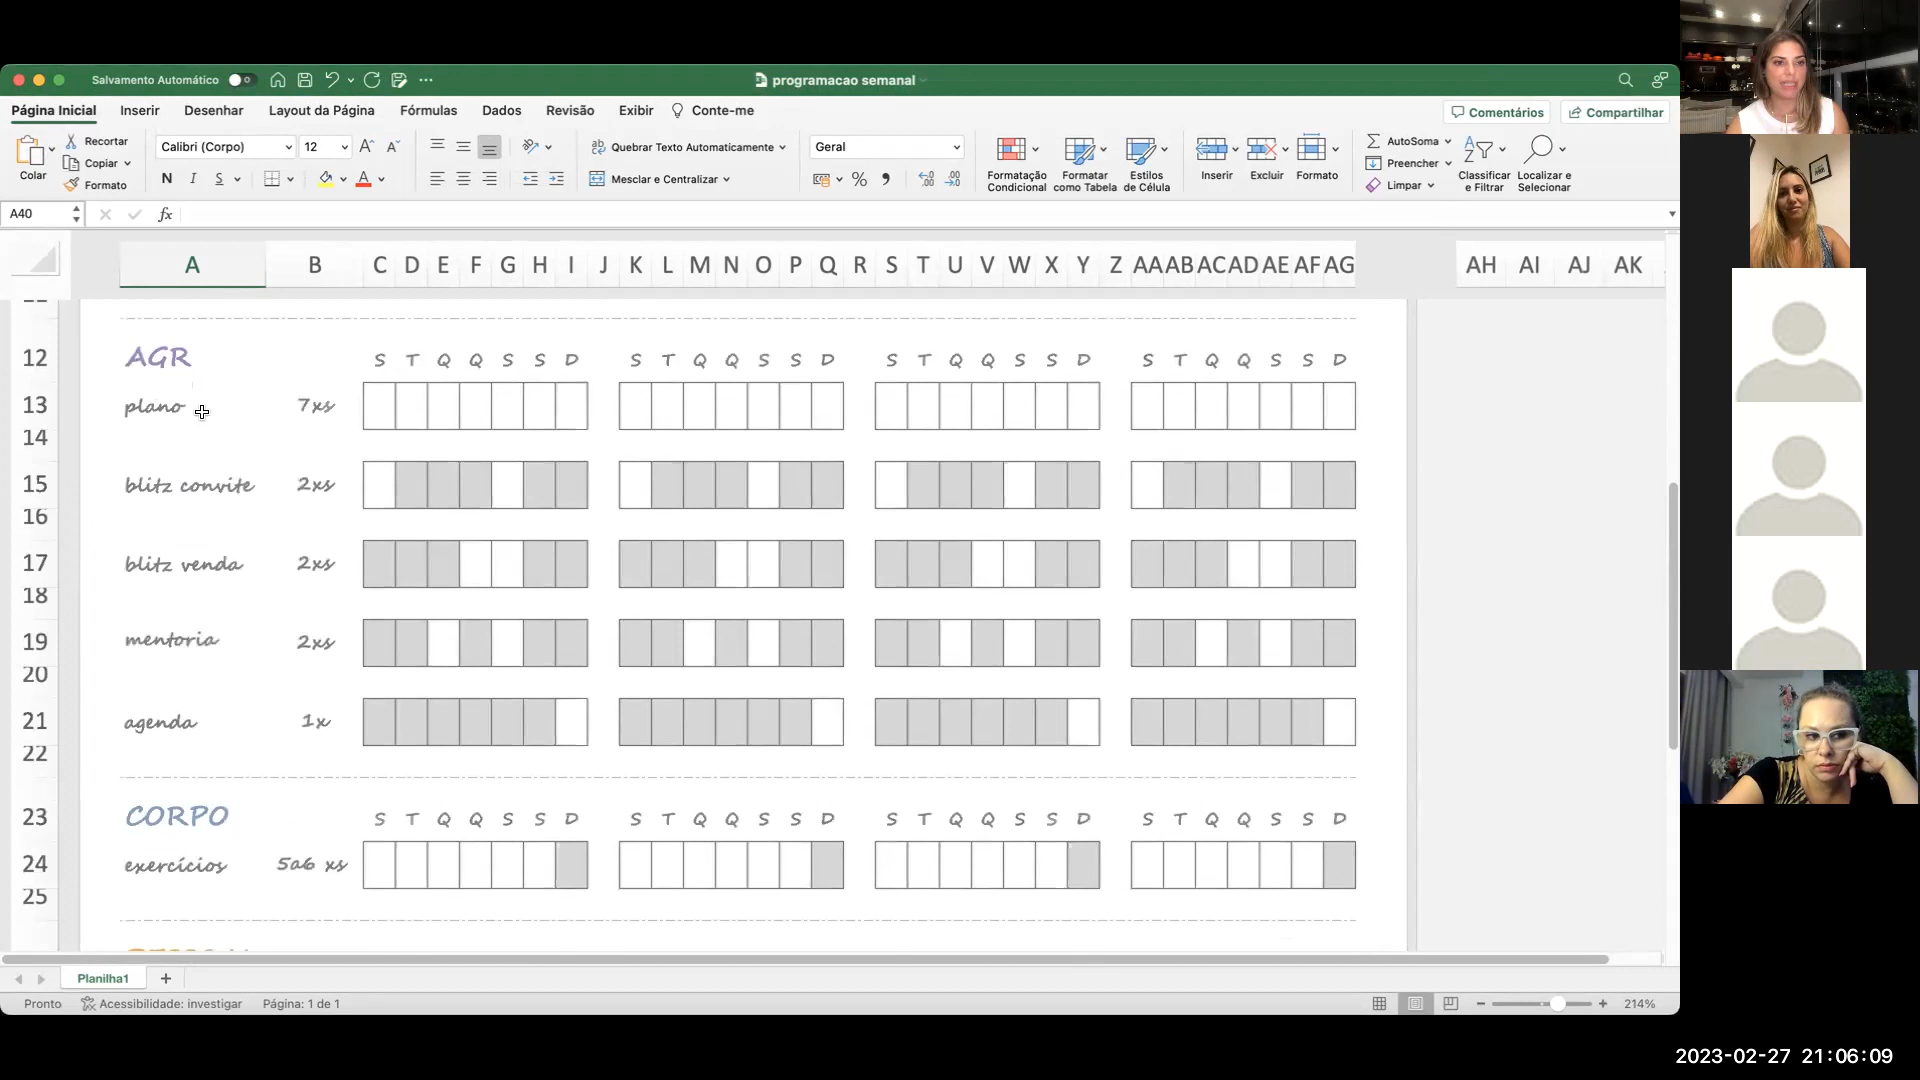 Salvamento Automático
programacao semanal
Página Inicial Inserir Desenhar Layout da Página Fórmulas Dados Revisão Exibir Conte-me Comentários Compartilhar
Colar
Recortar
Copiar
Formato
Calibri (Corpo) 12
N I S
Quebrar Texto Automaticamente
Mesclar e Centralizar
Geral
Formatação Condicional
Formatar como Tabela
Estilos de Célula
Inserir
Excluir
Formato
AutoSoma
Preencher
Limpar
Classificar e Filtrar
Localizar e Selecionar
A40 fx
A B C D E F G H I J K L M N O P Q R S T U V W X Y Z AA AB AC AD AE AF AG AH AI AJ AK
12 AGR S T Q Q S S D S T Q Q S S D S T Q Q S S D S T Q Q S S D
13 plano 7xs
14
15 blitz convite 2xs
16
17 blitz venda 2xs
18
19 mentoria 2xs
20
21 agenda 1x
22
23 CORPO S T Q Q S S D S T Q Q S S D S T Q Q S S D S T Q Q S S D
24 exercícios 5a6 xs
25
Planilha1
Pronto Acessibilidade: investigar Página: 1 de 1 214%
2023-02-27 21:06:09